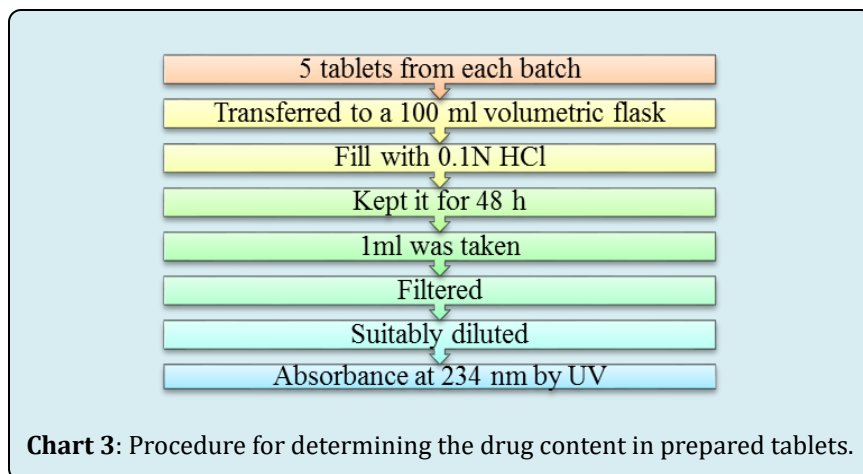 5 tablets from each batch
Transferred to a 100 ml volumetric flask
Fill with 0.1N HCl
Kept it for 48 h
1ml was taken
Filtered
Suitably diluted
Absorbance at 234 nm by UV
Chart 3: Procedure for determining the drug content in prepared tablets.